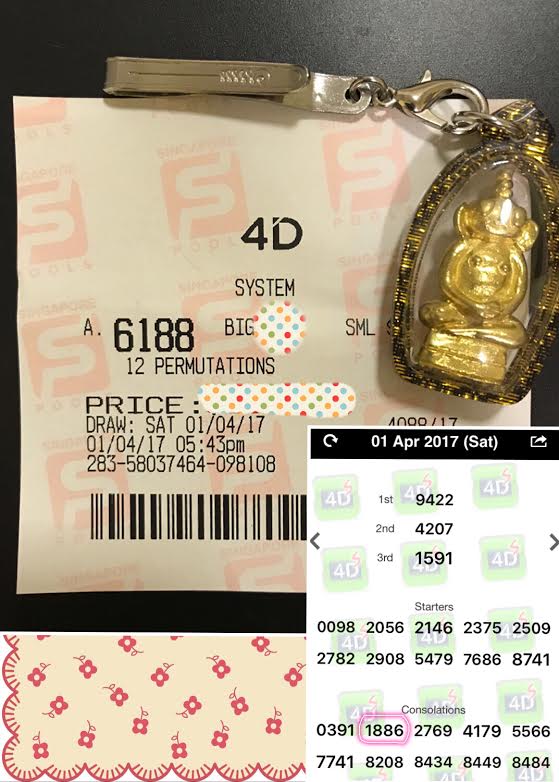 SINGAPORE
POOLS
4D
SYSTEM
A. 6188 BIG SML $
12 PERMUTATIONS
PRICE:
DRAW: SAT 01/04/17 4088/17
01/04/17 05:43pm
283-58037464-098108
01 Apr 2017 (Sat)
1st 9422
2nd 4207
3rd 1591
Starters
0098 2056 2146 2375 2509
2782 2908 5479 7686 8741
Consolations
0391 1886 2769 4179 5566
7741 8208 8434 8449 8484